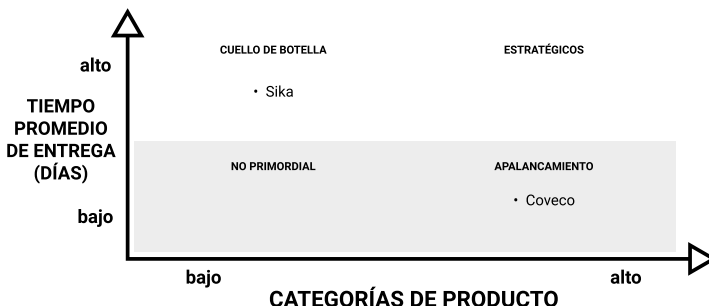 CUELLO DE BOTELLA
ESTRATÉGICOS
alto
• Sika
TIEMPO
PROMEDIO
DE ENTREGA
(DÍAS)
NO PRIMORDIAL
APALANCAMIENTO
• Coveco
bajo
bajo
alto
CATEGORÍAS DE PRODUCTO